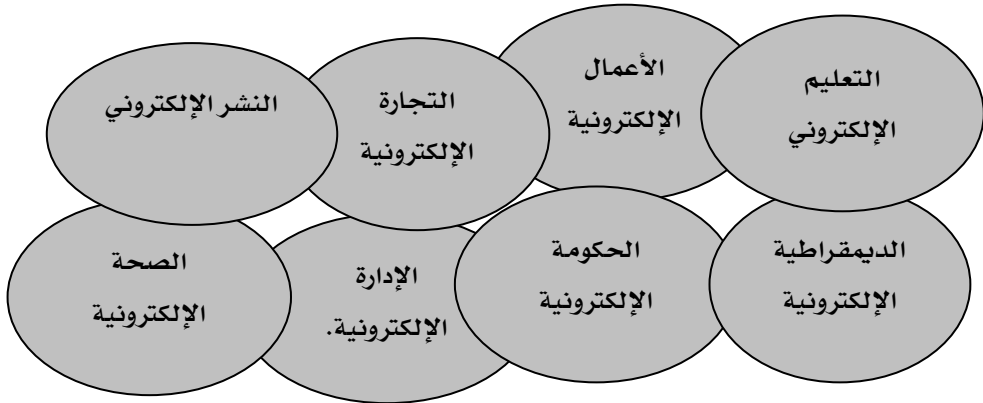 التعليم
الإلكتروني
الأعمال
الإلكترونية
التجارة
الإلكترونية
النشر الإلكتروني
الديمقراطية
الإلكترونية
الحكومة
الإلكترونية
الإدارة
الإلكترونية.
الصحة
الإلكترونية